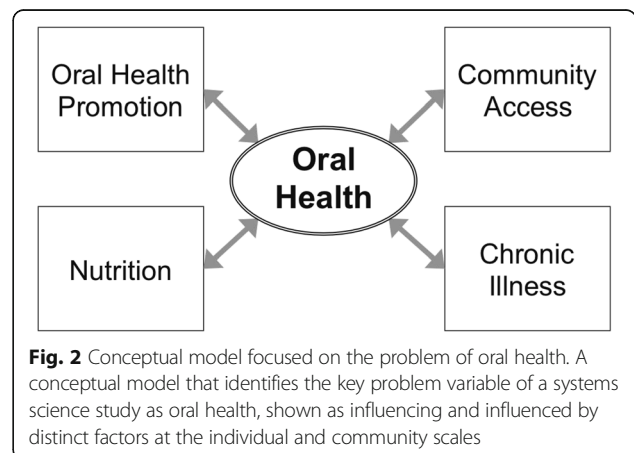 Oral Health
Promotion
Community
Access
Oral
Health
Nutrition
Chronic
Illness
Fig. 2 Conceptual model focused on the problem of oral health. A
conceptual model that identifies the key problem variable of a systems
science study as oral health, shown as influencing and influenced by
distinct factors at the individual and community scales